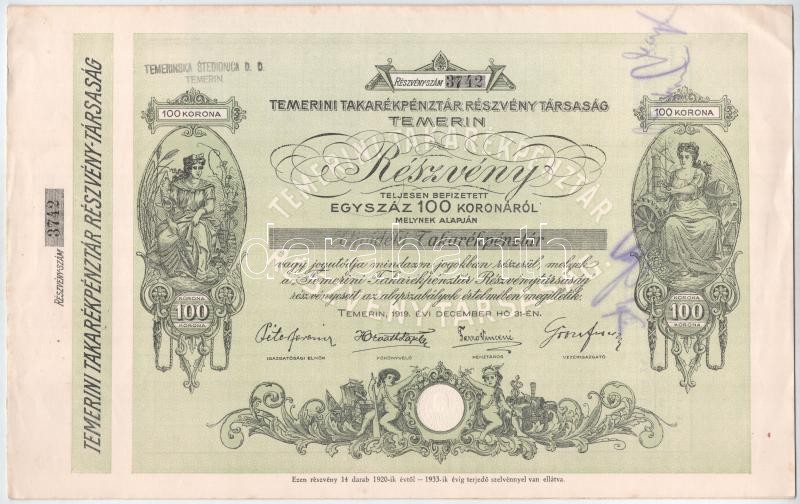 TEMERINI TAKARÉKPÉNZTÁR RÉSZVÉNY-TÁRSASÁG
RÉSZVÉNYSZÁM 3742
TEMERINSKA ŠTEDIONICA D. D.
TEMERIN
RÉSZVÉNYSZÁM 3742
TEMERINI TAKARÉKPÉNZTÁR RÉSZVÉNY TÁRSASÁG
TEMERIN
100 KORONA
100 KORONA
TEMERINI TAKARÉKPÉNZTÁR
Részvény
TELJESEN BEFIZETETT
EGYSZÁZ 100 KORONÁRÓL
MELYNEK ALAPJÁN
Takarékpénztár
vagy jogutódja mindazon jogokban részesül, melyek
a Temerini Takarékpénztár Részvénytársaság
részvényeseit az alapszabályok értelmében megilletik.
TEMERIN, 1919. ÉVI DECEMBER HÓ 31-ÉN.
KORONA
100
KORONA
KORONA
100
KORONA
IGAZGATÓSÁGI ELNÖK
FŐKÖNYVELŐ
PÉNZTÁROS
VEZÉRIGAZGATÓ
Ezen részvény 14 darab 1920-ik évtől — 1933-ik évig terjedő szelvénnyel van ellátva.